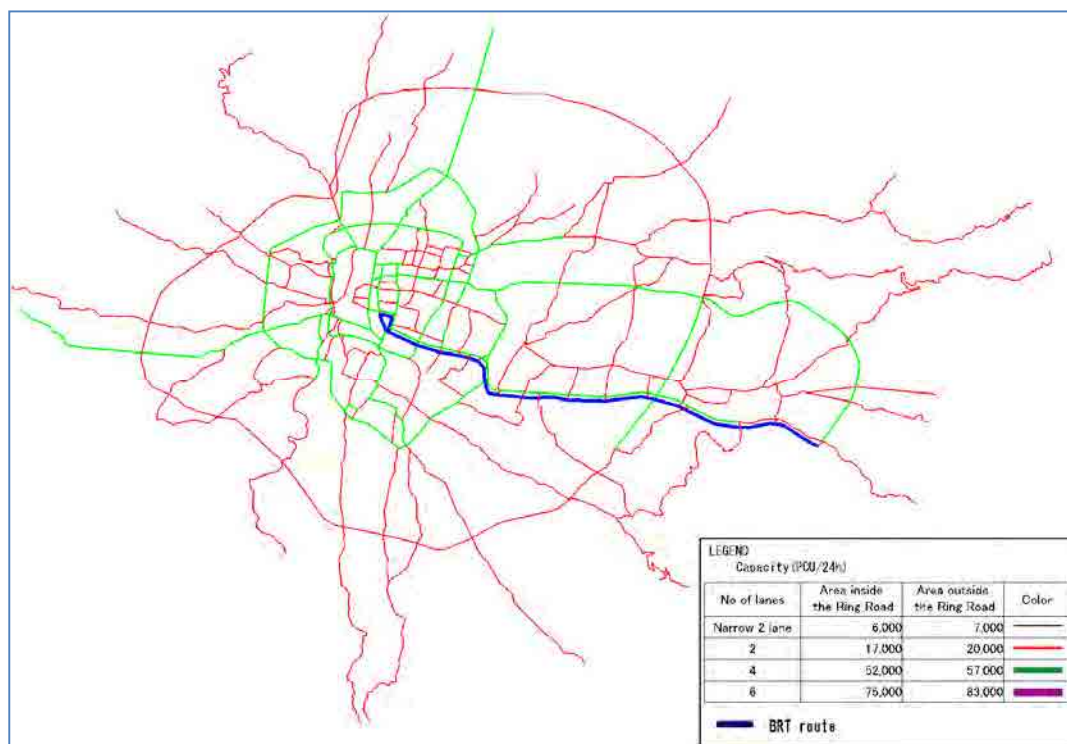 LEGEND
Capacity(PCU/24h)
No of lanes Area inside the Ring Road Area outside the Ring Road Color
Narrow 2 lane 6,000 7,000
2 17,000 20,000
4 52,000 57,000
6 75,000 83,000
BRT route